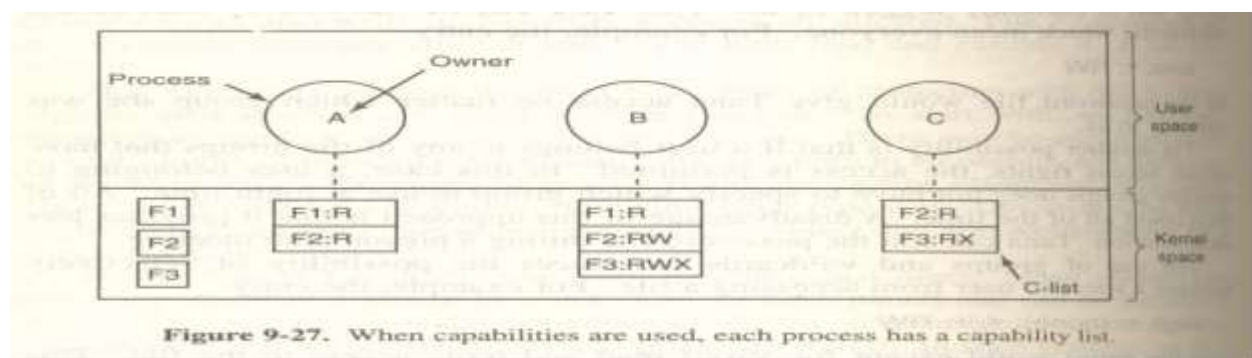 Owner
Process
A
B
C
User
space
F1
F2
F3
F1:R
F2:R
F1:R
F2:RW
F3:RWX
F2:R
F3:RX
Kernel
space
C-list
Figure 9-27. When capabilities are used, each process has a capability list.